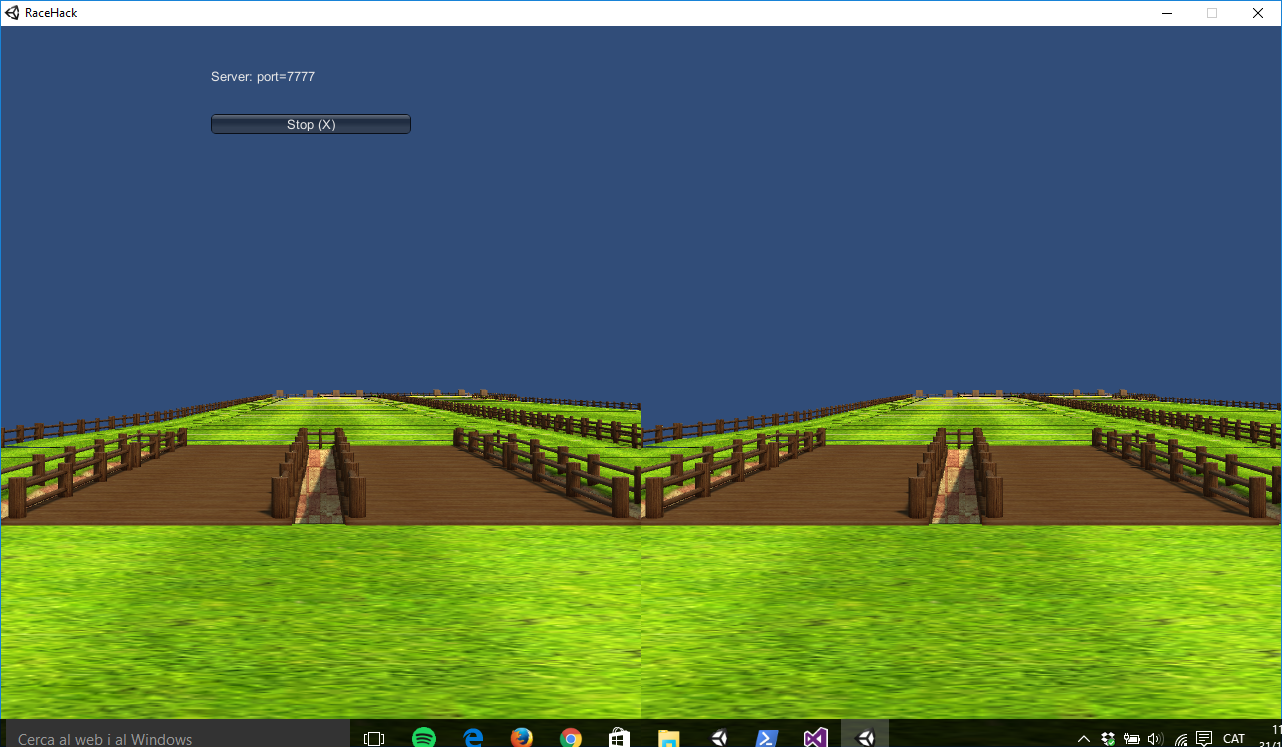 RaceHack
Server: port=7777
Stop (X)
Cerca al web i al Windows
CAT